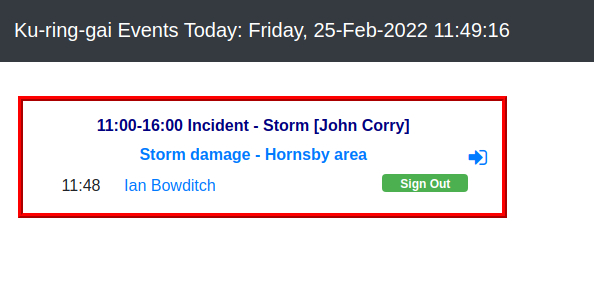 Ku-ring-gai Events Today: Friday, 25-Feb-2022 11:49:16
11:00-16:00 Incident - Storm [John Corry]
Storm damage - Hornsby area
11:48 Ian Bowditch Sign Out